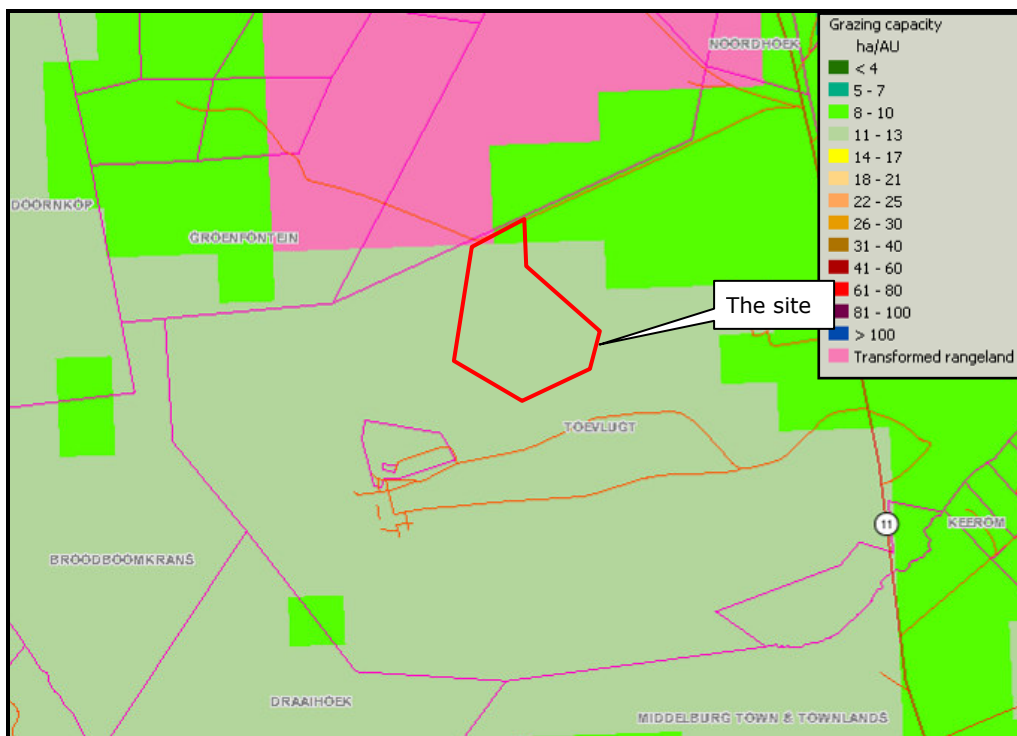 NOORDHOEK
DOORNKOP
GROENFONTEIN
The site
TOEVLUGT
11
KEEROM
BROODBOOMKRANS
DRAAIHOEK
MIDDELBURG TOWN & TOWNLANDS
Grazing capacity
ha/AU
< 4
5 - 7
8 - 10
11 - 13
14 - 17
18 - 21
22 - 25
26 - 30
31 - 40
41 - 60
61 - 80
81 - 100
> 100
Transformed rangeland